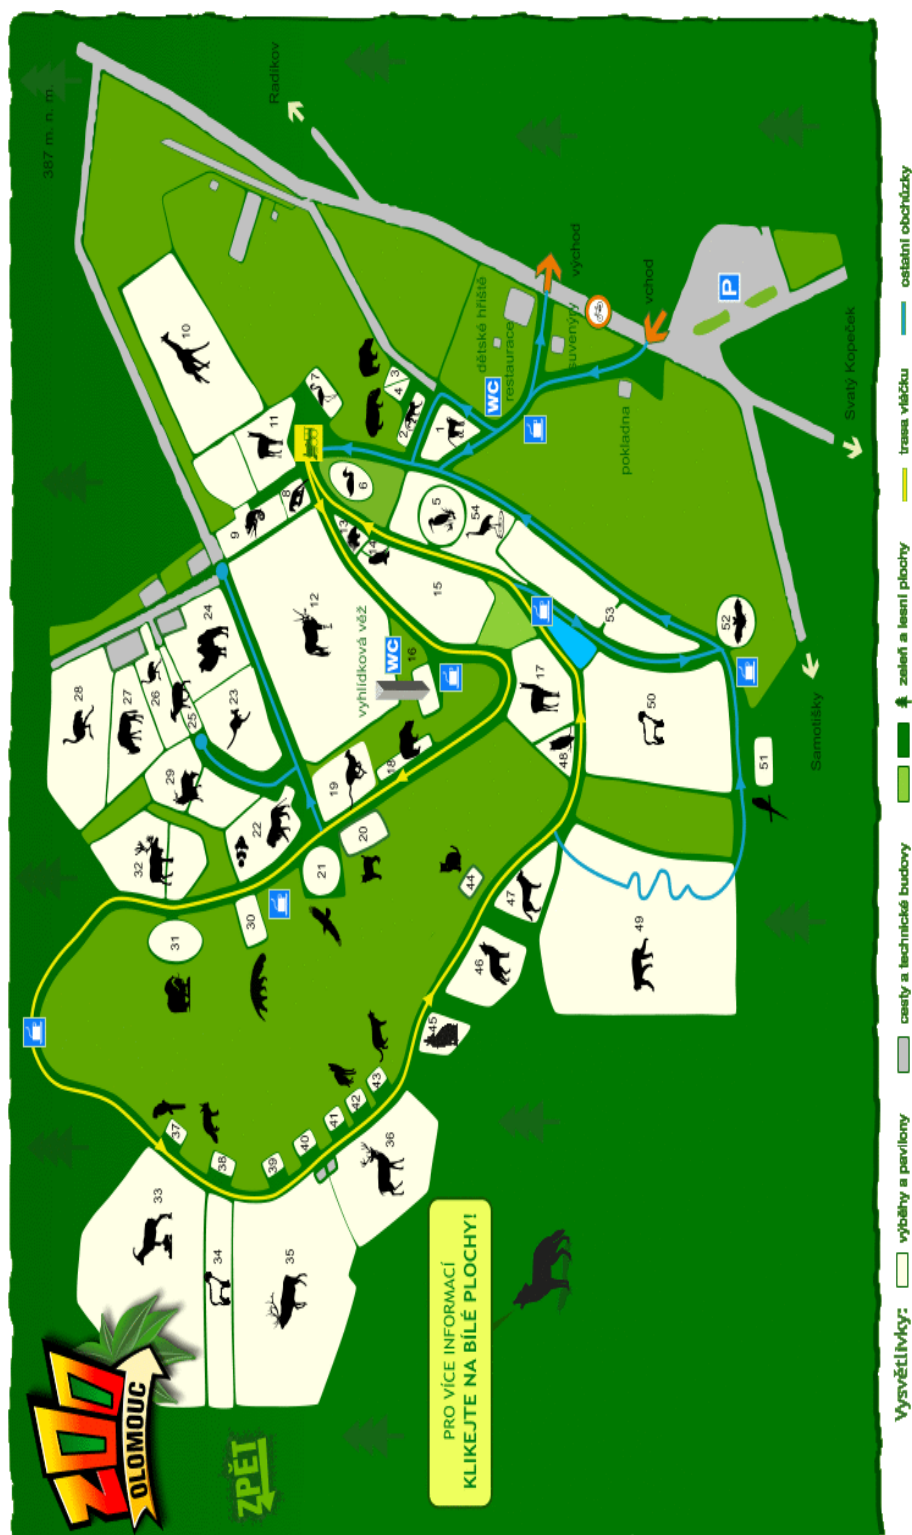 387 m. n. m.
Radíkov
východ
vchod
dětské hřiště
restaurace
suvenýry
pokladna
P
WC
Svatý Kopeček
Samotišky
vyhlídková věž
WC
1
2
3
4
5
6
7
8
9
10
11
12
13
14
15
16
17
18
19
20
21
22
23
24
25
26
27
28
29
30
31
32
33
34
35
36
37
38
39
40
41
42
43
44
45
46
47
48
49
50
51
52
53
54
ZOO
OLOMOUC
ZPĚT
PRO VÍCE INFORMACÍ
KLIKEJTE NA BÍLÉ PLOCHY!
Vysvětlivky: výběhy a pavilony cesty a technické budovy zeleň a lesní plochy trasa vláčku ostatní obchůzky